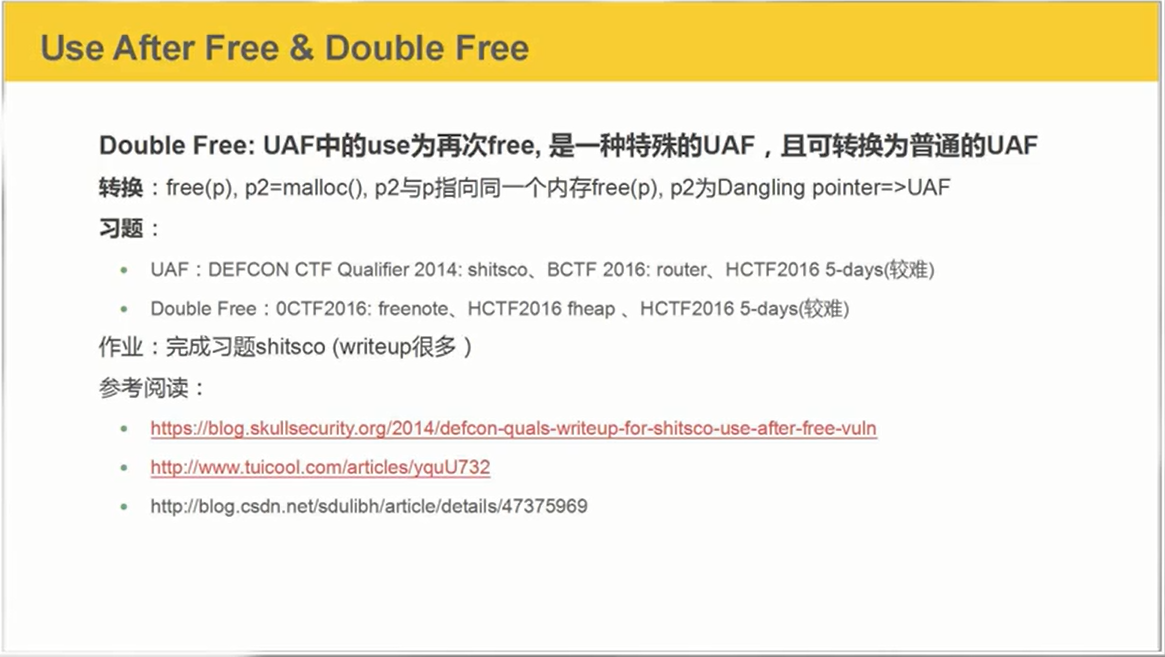 Use After Free & Double Free
Double Free: UAF中的use为再次free, 是一种特殊的UAF，且可转换为普通的UAF
转换：free(p), p2=malloc(), p2与p指向同一个内存free(p), p2为Dangling pointer=>UAF
习题：
• UAF：DEFCON CTF Qualifier 2014: shitsco、BCTF 2016: router、HCTF2016 5-days(较难)
• Double Free：0CTF2016: freenote、HCTF2016 fheap 、HCTF2016 5-days(较难)
作业：完成习题shitsco (writeup很多 )
参考阅读：
• https://blog.skullsecurity.org/2014/defcon-quals-writeup-for-shitsco-use-after-free-vuln
• http://www.tuicool.com/articles/yquU732
• http://blog.csdn.net/sdulibh/article/details/47375969